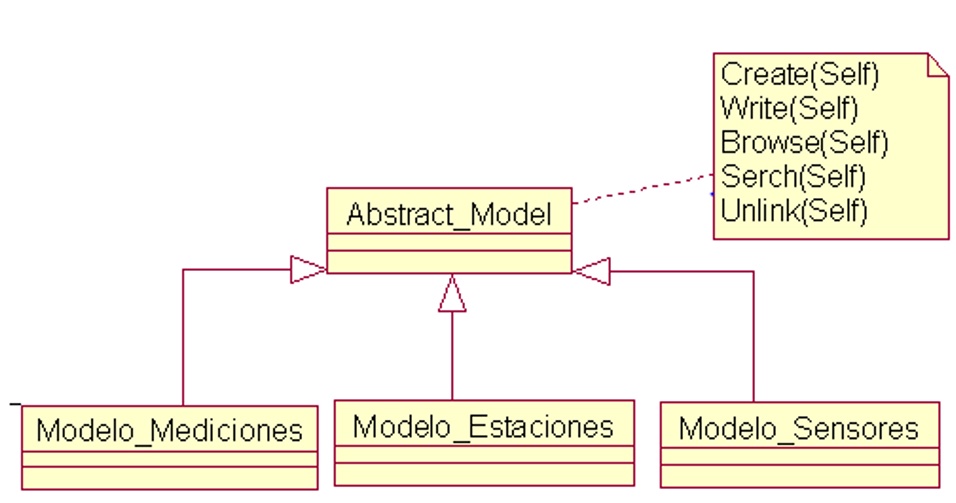 Create(Self)
Write(Self)
Browse(Self)
Serch(Self)
Unlink(Self)
Abstract_Model
Modelo_Mediciones
Modelo_Estaciones
Modelo_Sensores